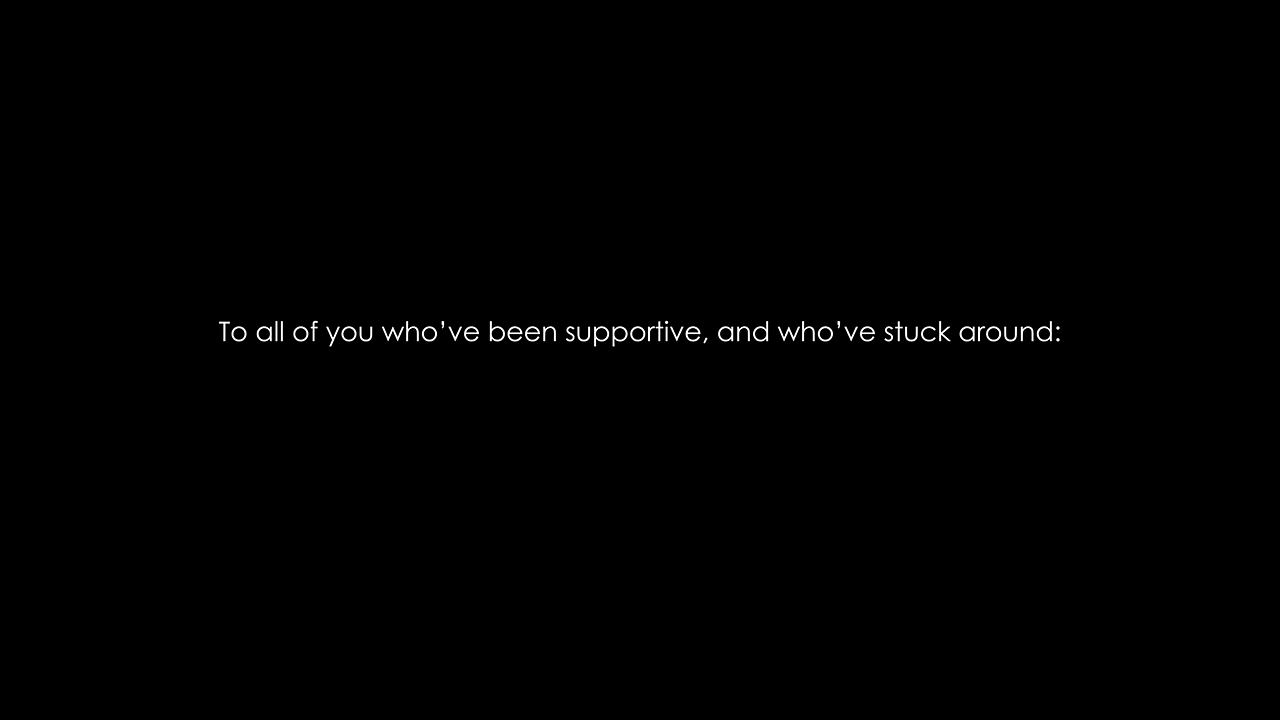 To all of you who’ve been supportive, and who’ve stuck around: